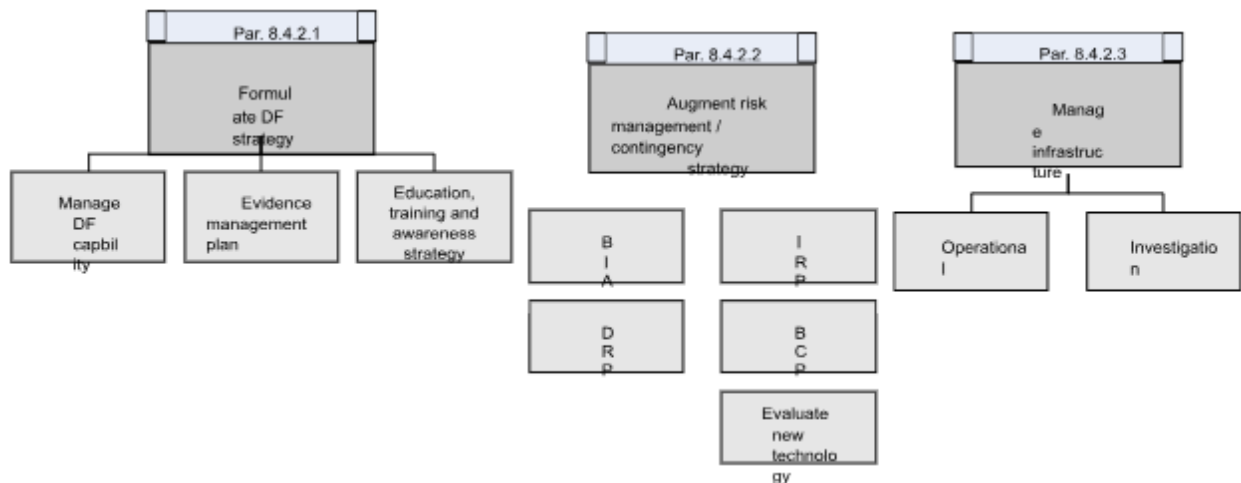 Par. 8.4.2.1
Formul
ate DF
strategy
Manage
DF
capbil
ity
Evidence
management
plan
Education,
training and
awareness
strategy
Par. 8.4.2.2
Augment risk
management /
contingency
strategy
B
I
A
I
R
P
D
R
P
B
C
P
Evaluate
new
technolo
gy
Par. 8.4.2.3
Manag
e
infrastruc
ture
Operationa
l
Investigatio
n